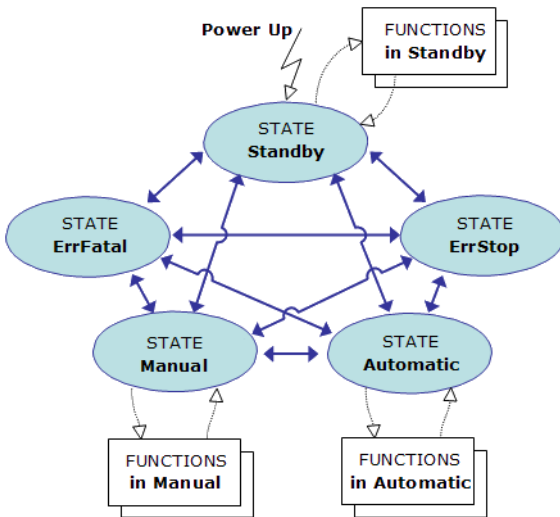 Power Up
FUNCTIONS
in Standby
STATE
Standby
STATE
ErrFatal
STATE
ErrStop
STATE
Manual
STATE
Automatic
FUNCTIONS
in Manual
FUNCTIONS
in Automatic